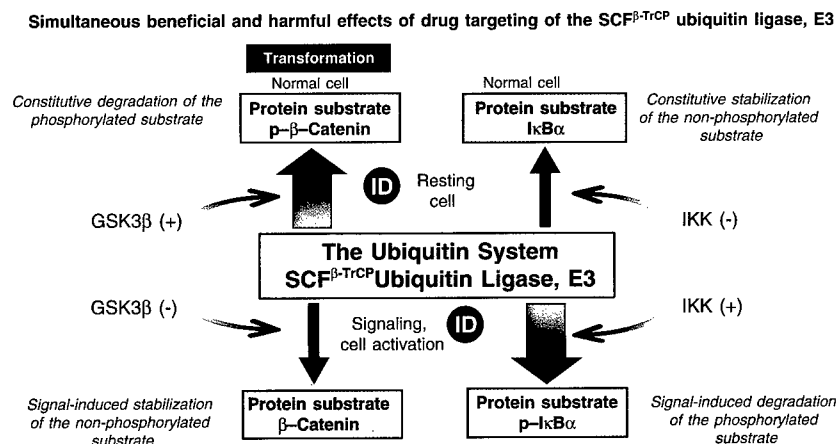 Simultaneous beneficial and harmful effects of drug targeting of the SCFβ-TrCP ubiquitin ligase, E3
Transformation
Normal cell
Protein substrate
p–β–Catenin
Constitutive degradation of the
phosphorylated substrate
Normal cell
Protein substrate
IκBα
Constitutive stabilization
of the non-phosphorylated
substrate
ID
Resting
cell
GSK3β (+)
IKK (-)
The Ubiquitin System
SCFβ-TrCPUbiquitin Ligase, E3
GSK3β (-)
IKK (+)
Signaling,
cell activation
ID
Signal-induced stabilization
of the non-phosphorylated
substrate
Protein substrate
β–Catenin
Protein substrate
p–IκBα
Signal-induced degradation
of the phosphorylated
substrate